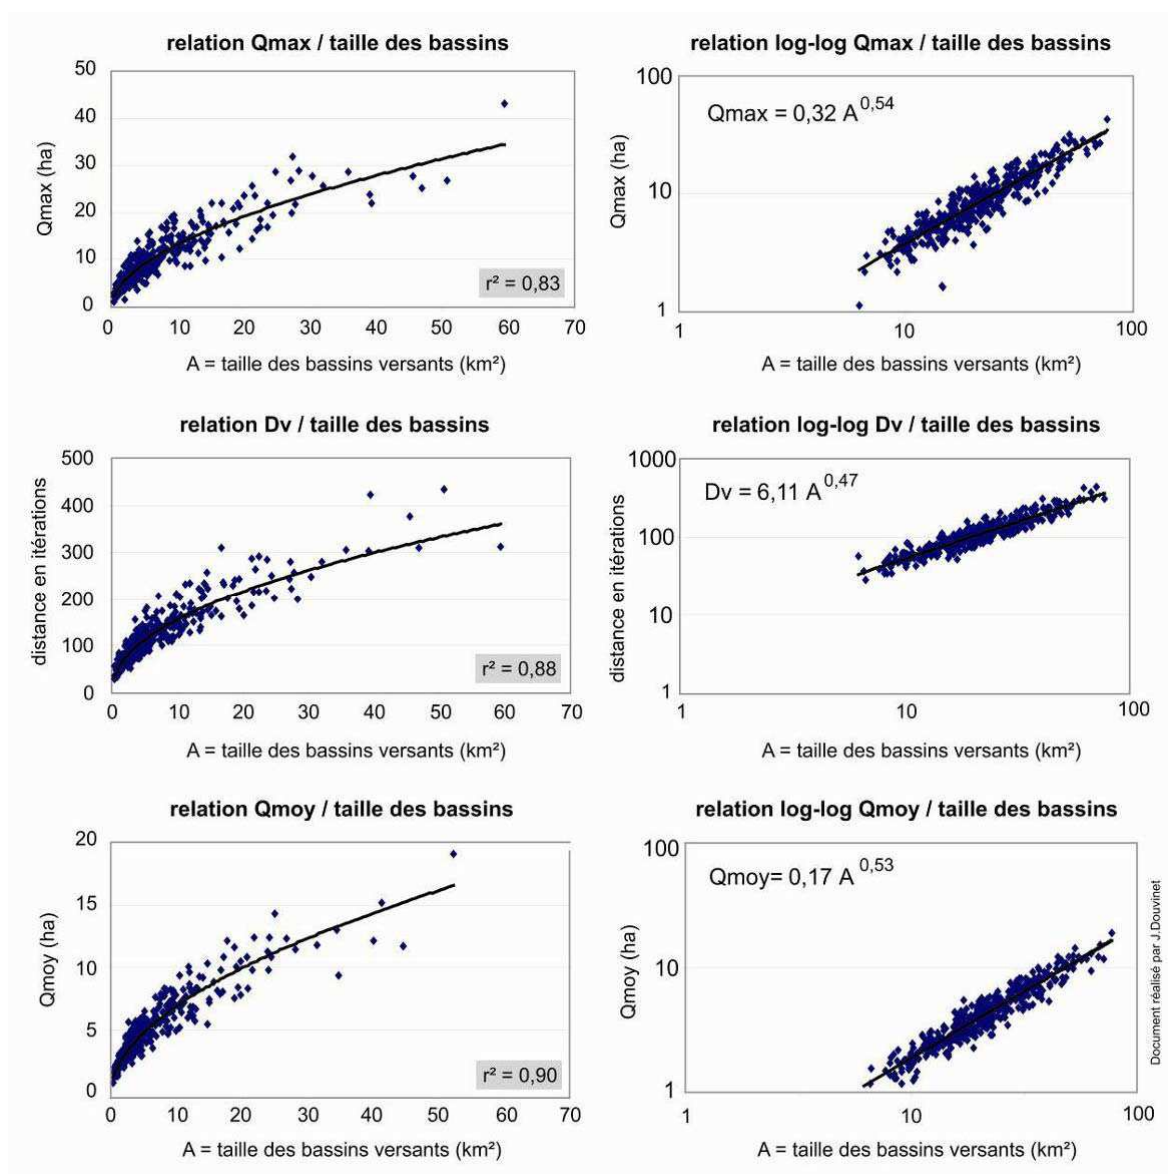 relation Qmax / taille des bassins
50
40
30
20
10
0
Qmax (ha)
r² = 0,83
0 10 20 30 40 50 60 70
A = taille des bassins versants (km²)
relation log-log Qmax / taille des bassins
100
10
1
Qmax (ha)
Qmax = 0,32 A^0,54
1 10 100
A = taille des bassins versants (km²)
relation Dv / taille des bassins
500
400
300
200
100
0
distance en itérations
r² = 0,88
0 10 20 30 40 50 60 70
A = taille des bassins versants (km²)
relation log-log Dv / taille des bassins
1000
100
10
1
distance en itérations
Dv = 6,11 A^0,47
1 10 100
A = taille des bassins versants (km²)
relation Qmoy / taille des bassins
20
15
10
5
0
Qmoy (ha)
r² = 0,90
0 10 20 30 40 50 60 70
A = taille des bassins versants (km²)
relation log-log Qmoy / taille des bassins
100
10
1
Qmoy (ha)
Qmoy= 0,17 A^0,53
1 10 100
A = taille des bassins versants (km²)
Document réalisé par J.Douvinet